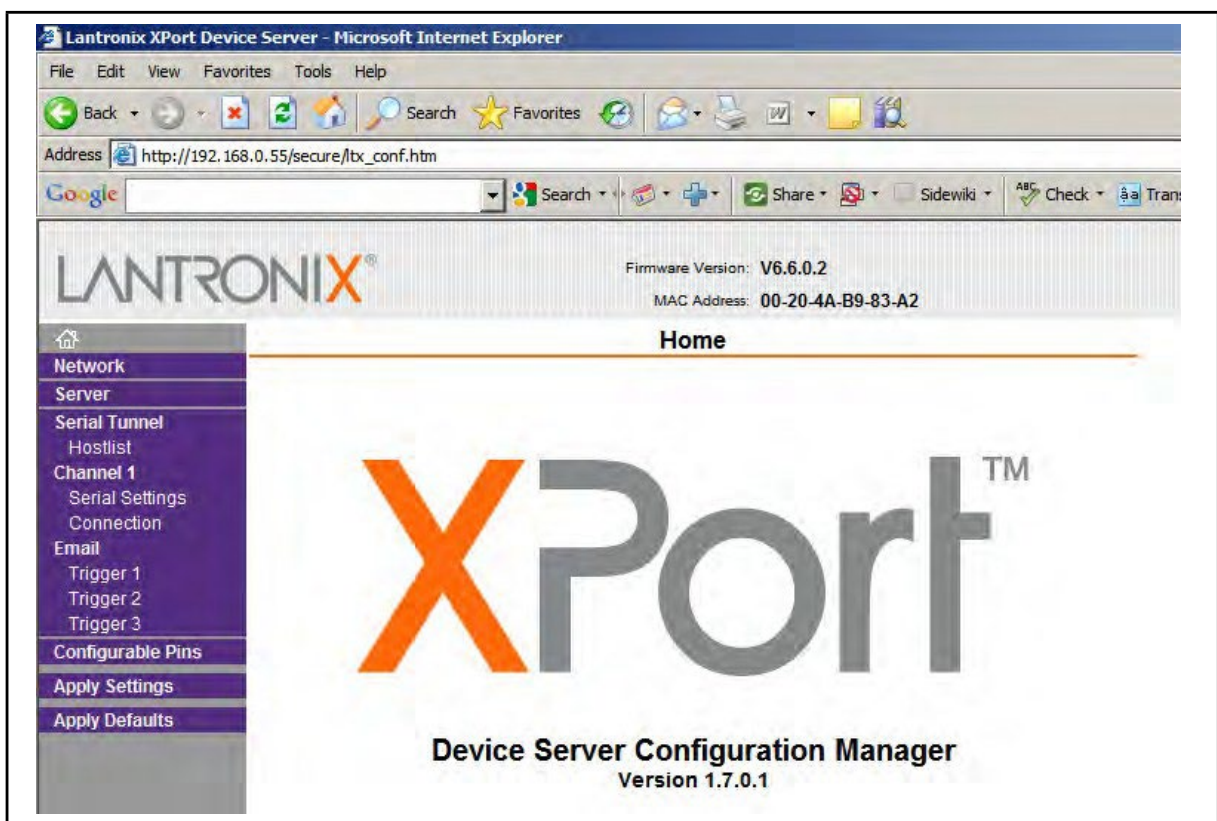 Lantronix XPort Device Server - Microsoft Internet Explorer
File Edit View Favorites Tools Help
Back Search Favorites
Address http://192.168.0.55/secure/ltx_conf.htm
Google Search Share Sidewiki ABC Check Trans
LANTRONIX®
Firmware Version: V6.6.0.2
MAC Address: 00-20-4A-B9-83-A2
Home
Network
Server
Serial Tunnel
Hostlist
Channel 1
Serial Settings
Connection
Email
Trigger 1
Trigger 2
Trigger 3
Configurable Pins
Apply Settings
Apply Defaults
XPort™
Device Server Configuration Manager
Version 1.7.0.1